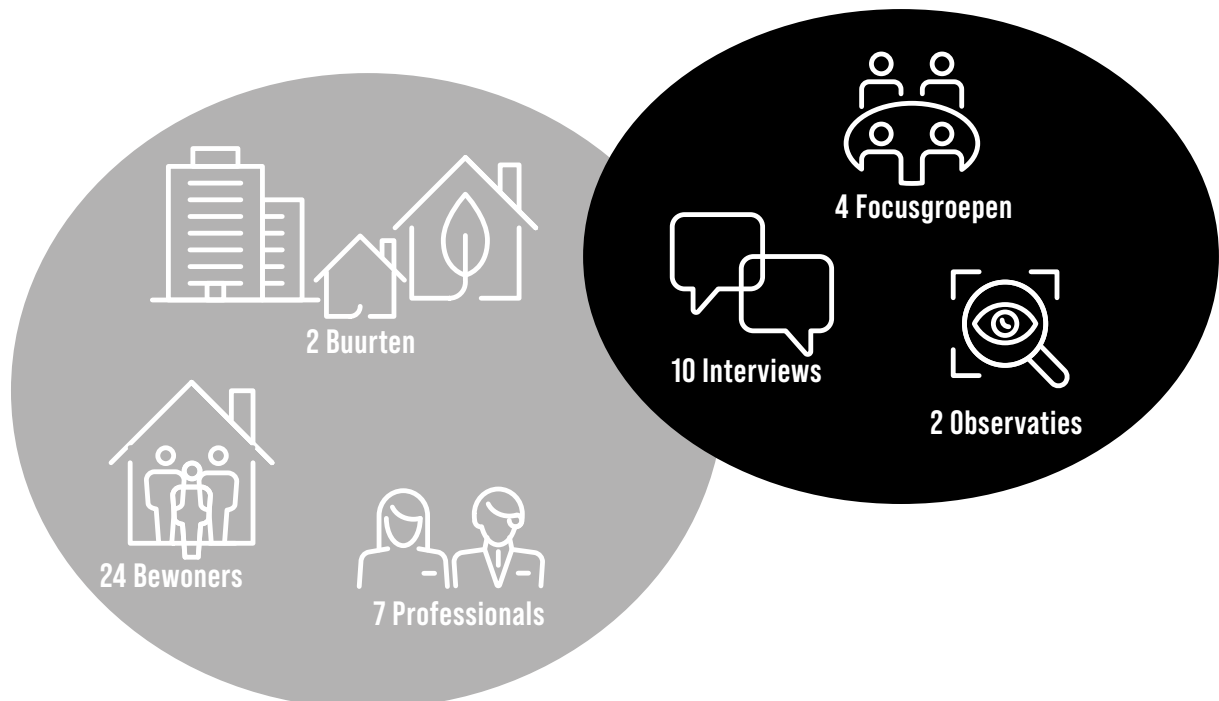 2 Buurten
24 Bewoners
7 Professionals
4 Focusgroepen
10 Interviews
2 Observaties